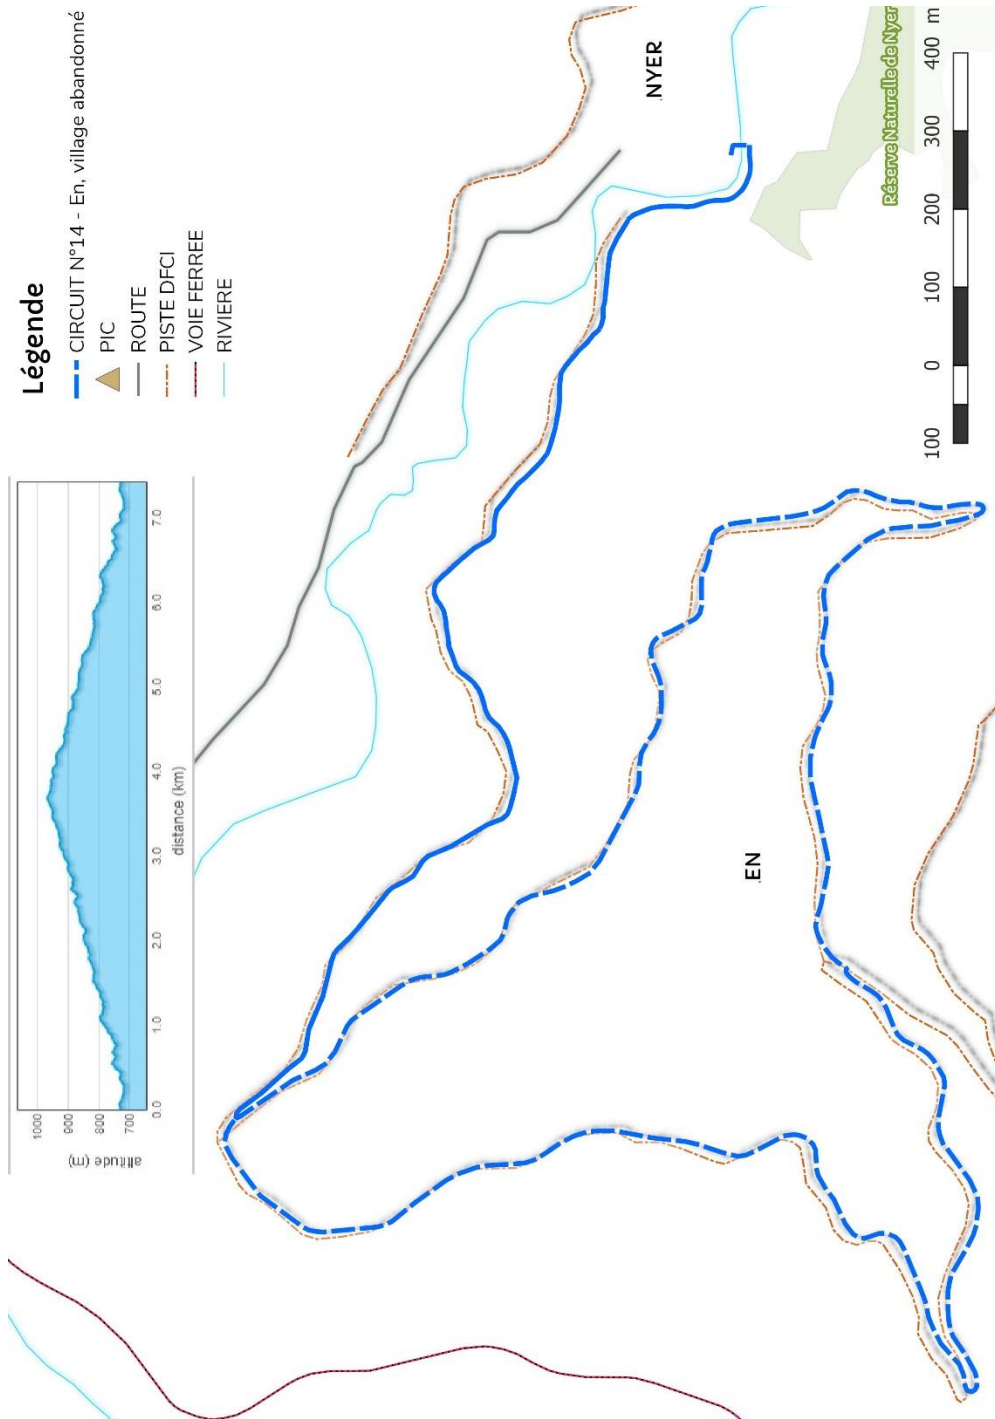 Légende
CIRCUIT N°14 - En, village abandonné
PIC
ROUTE
PISTE DFCI
VOIE FERREE
RIVIERE
altitude (m)
1000
900
800
700
0.0 1.0 2.0 3.0 4.0 5.0 6.0 7.0
distance (km)
.NYER
.EN
Réserve Naturelle de Nyer
100 0 100 200 300 400 m